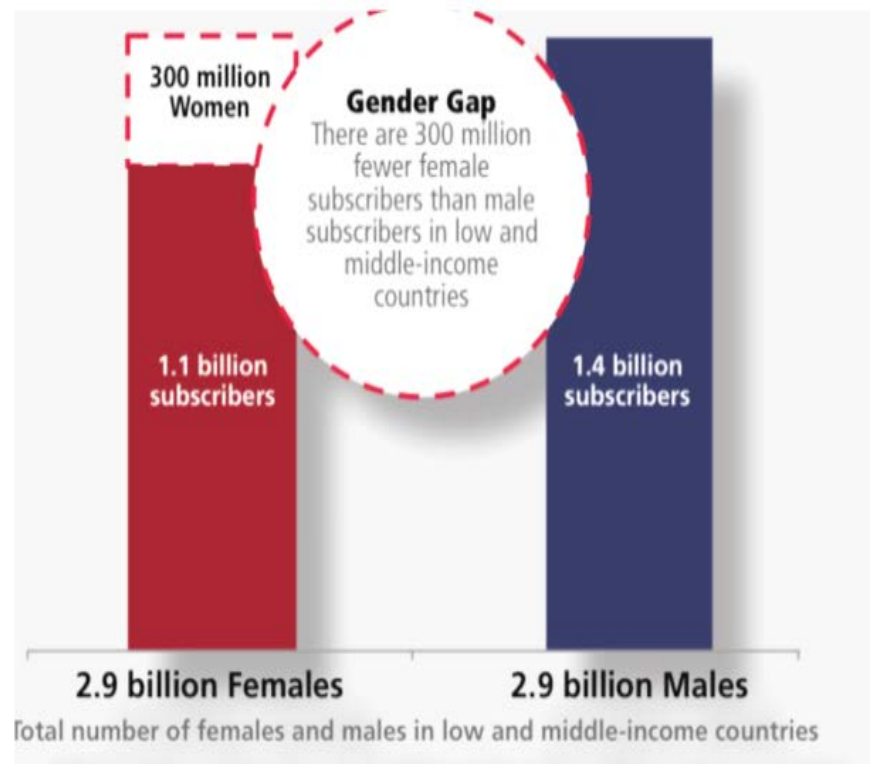 300 million
Women
Gender Gap
There are 300 million
fewer female
subscribers than male
subscribers in low and
middle-income
countries
1.1 billion
subscribers
1.4 billion
subscribers
2.9 billion Females
2.9 billion Males
Total number of females and males in low and middle-income countries